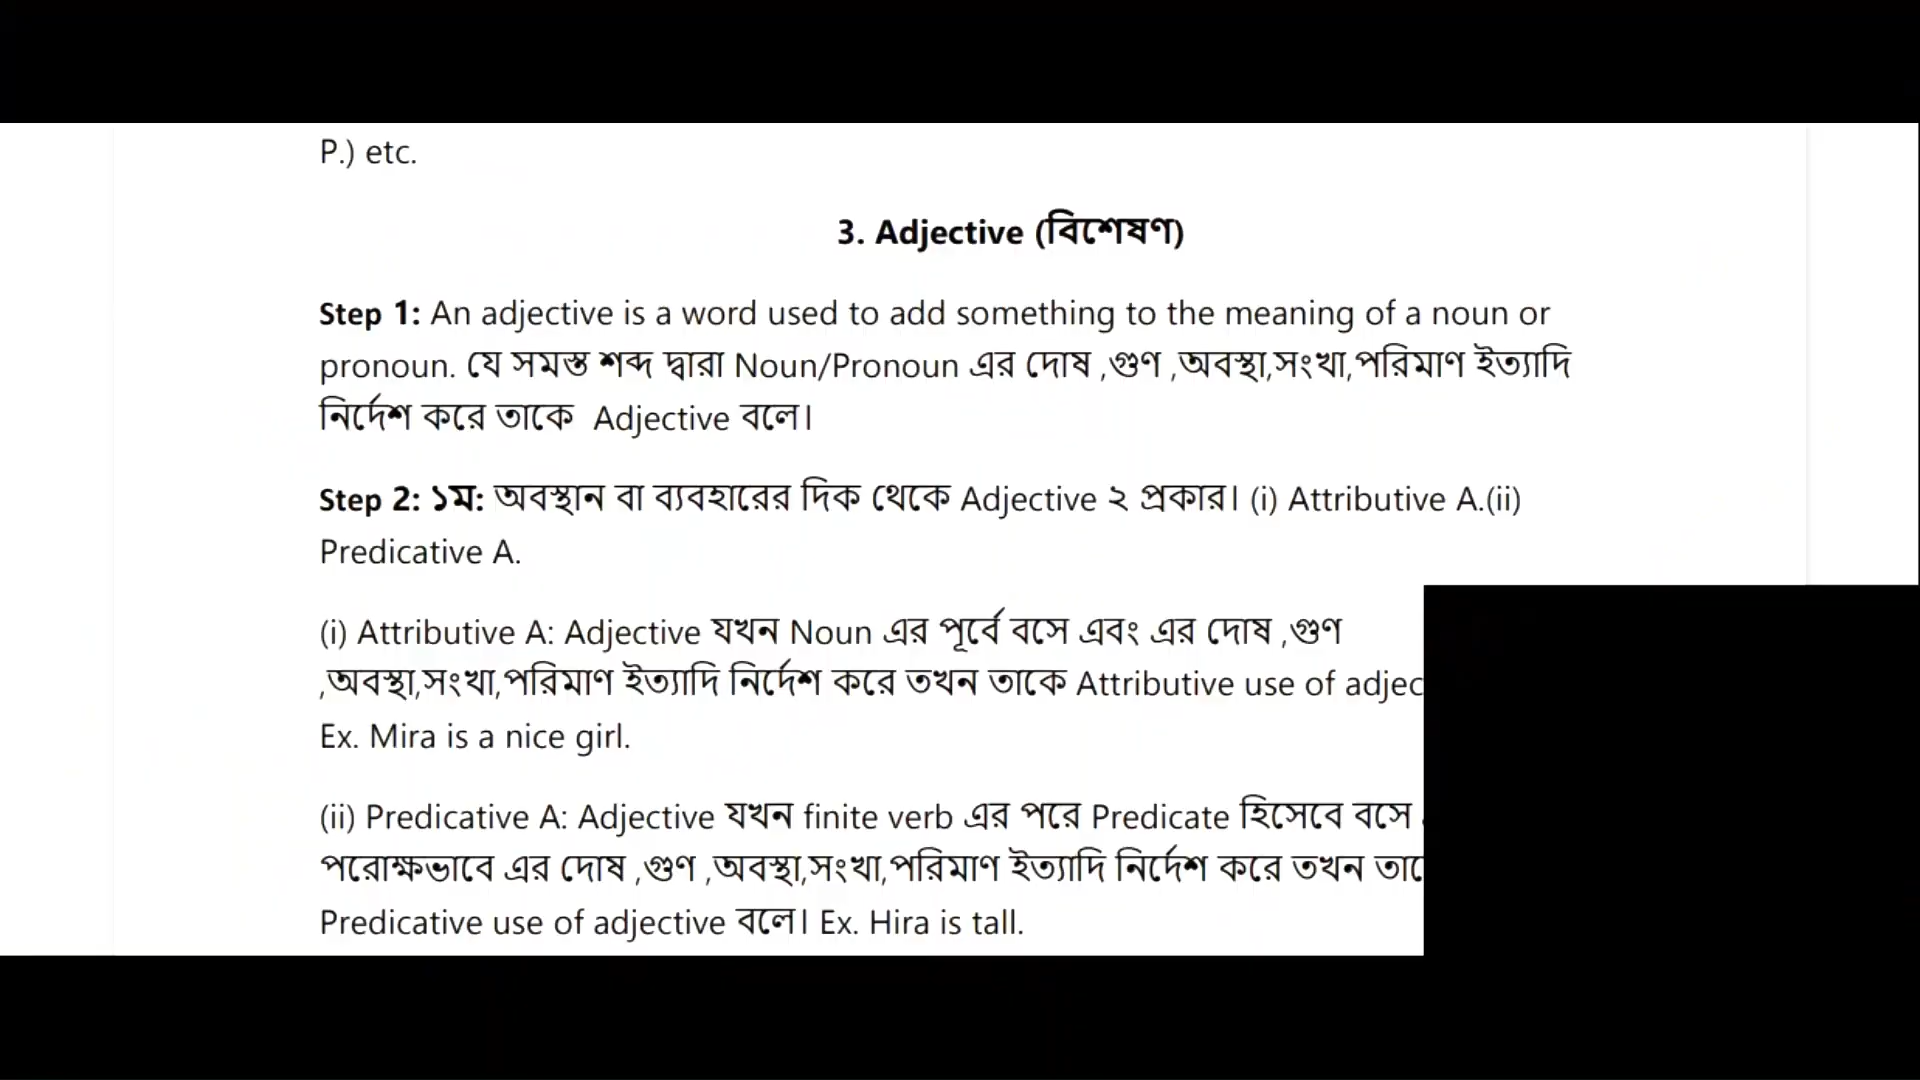 P.) etc.
3. Adjective (বিশেষণ)
Step 1: An adjective is a word used to add something to the meaning of a noun or
pronoun. যে সমস্ত শব্দ দ্বারা Noun/Pronoun এর দোষ ,গুণ ,অবস্থা,সংখা,পরিমাণ ইত্যাদি
নির্দেশ করে তাকে  Adjective বলে।
Step 2: ১ম: অবস্থান বা ব্যবহারের দিক থেকে Adjective ২ প্রকার। (i) Attributive A.(ii)
Predicative A.
(i) Attributive A: Adjective যখন Noun এর পূর্বে বসে এবং এর দোষ ,গুণ
,অবস্থা,সংখা,পরিমাণ ইত্যাদি নির্দেশ করে তখন তাকে Attributive use of adjec
Ex. Mira is a nice girl.
(ii) Predicative A: Adjective যখন finite verb এর পরে Predicate হিসেবে বসে
পরোক্ষভাবে এর দোষ ,গুণ ,অবস্থা,সংখা,পরিমাণ ইত্যাদি নির্দেশ করে তখন
Predicative use of adjective বলে। Ex. Hira is tall.